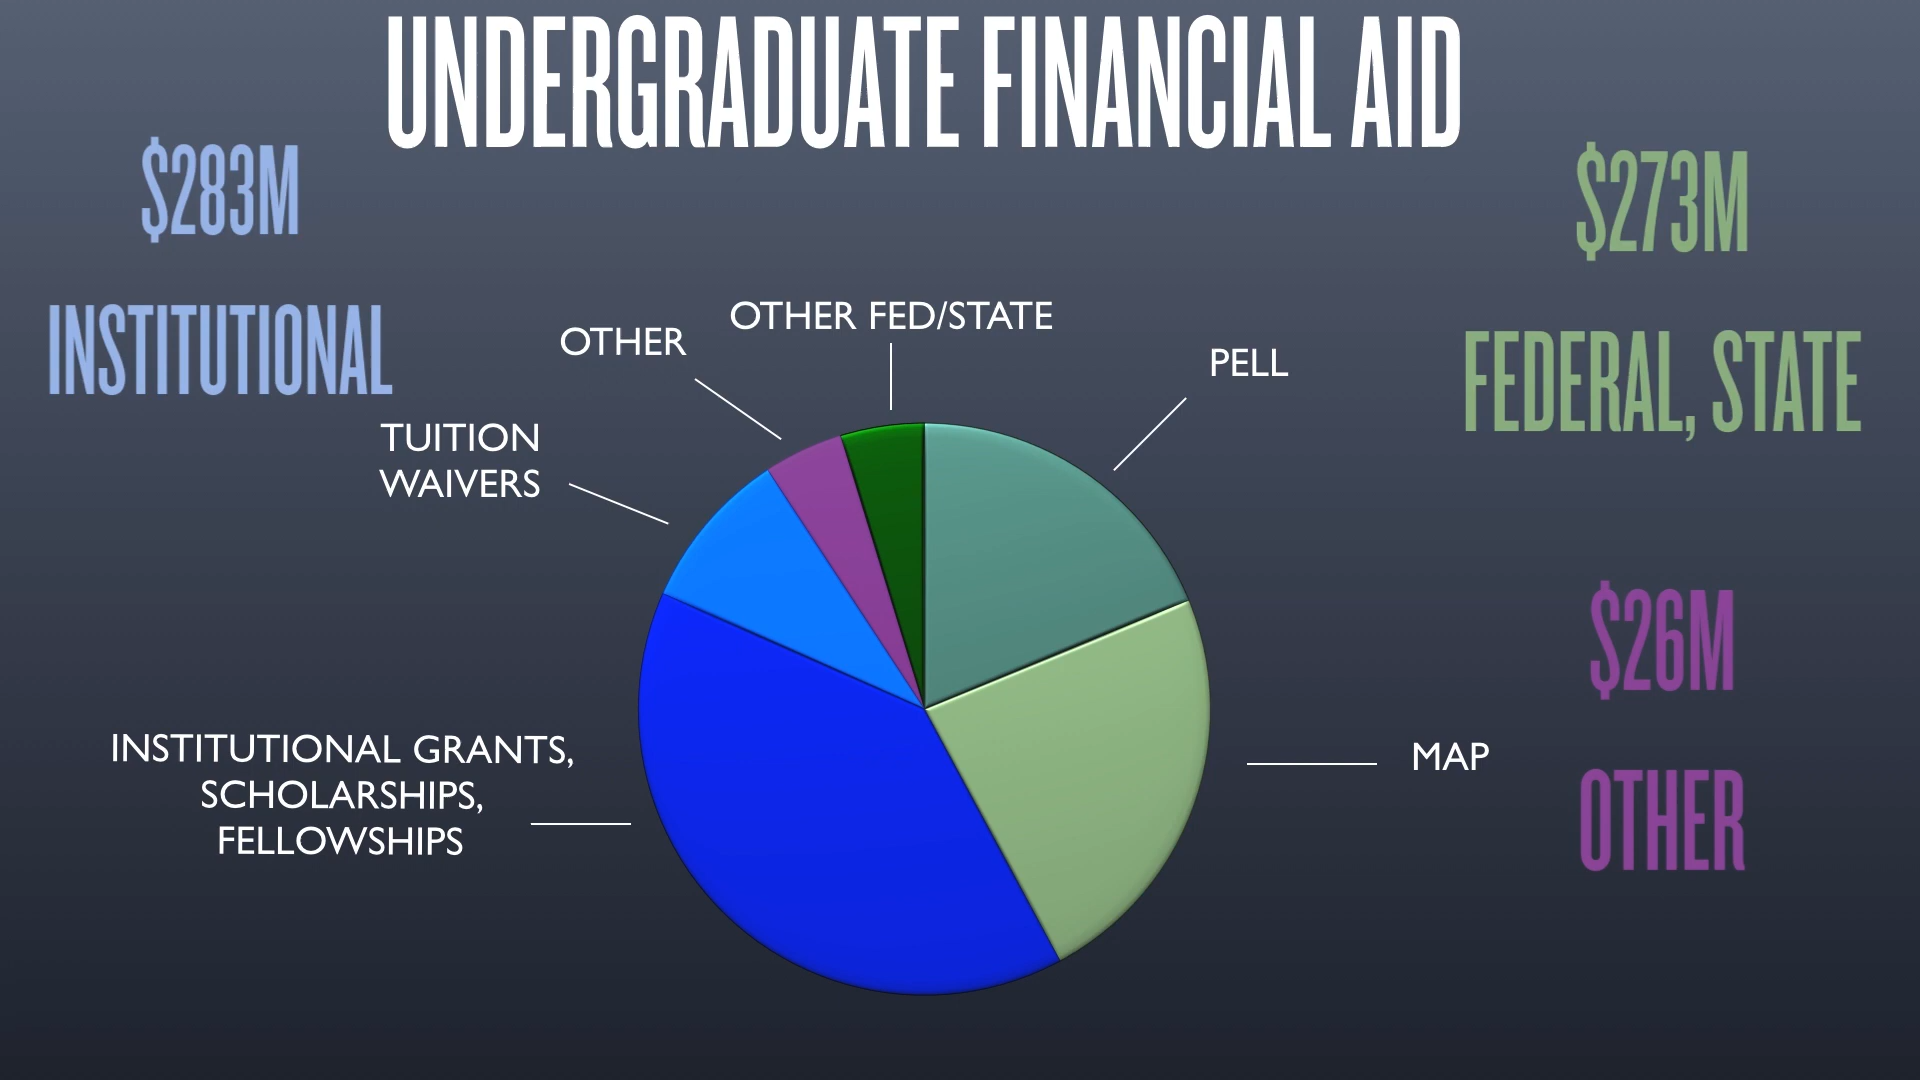 UNDERGRADUATE FINANCIAL AID
$283M
INSTITUTIONAL
$273M
FEDERAL, STATE
OTHER FED/STATE
OTHER
PELL
TUITION
WAIVERS
$26M
OTHER
INSTITUTIONAL GRANTS,
SCHOLARSHIPS,
FELLOWSHIPS
MAP